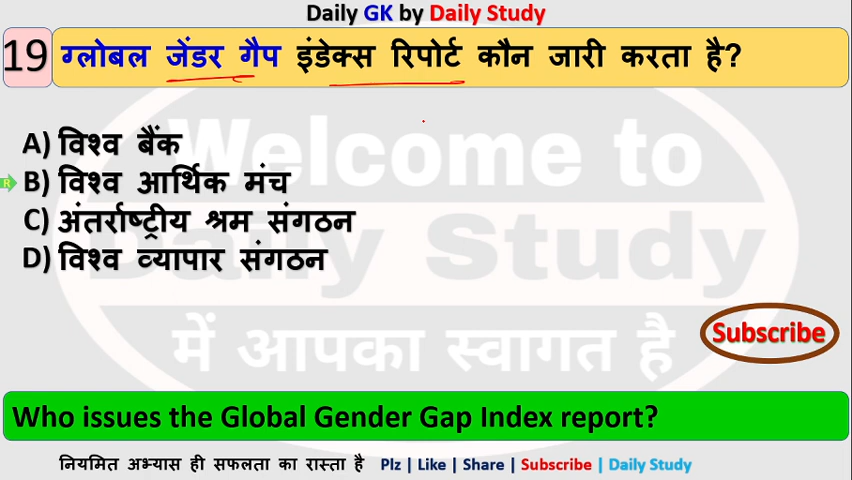 Daily GK by Daily Study
19 ग्लोबल जेंडर गैप इंडेक्स रिपोर्ट कौन जारी करता है?
A) विश्व बैंक
R B) विश्व आर्थिक मंच
C) अंतर्राष्ट्रीय श्रम संगठन
D) विश्व व्यापार संगठन
Welcome to
Daily Study
में आपका स्वागत है
Subscribe
Who issues the Global Gender Gap Index report?
नियमित अभ्यास ही सफलता का रास्ता है Plz | Like | Share | Subscribe | Daily Study